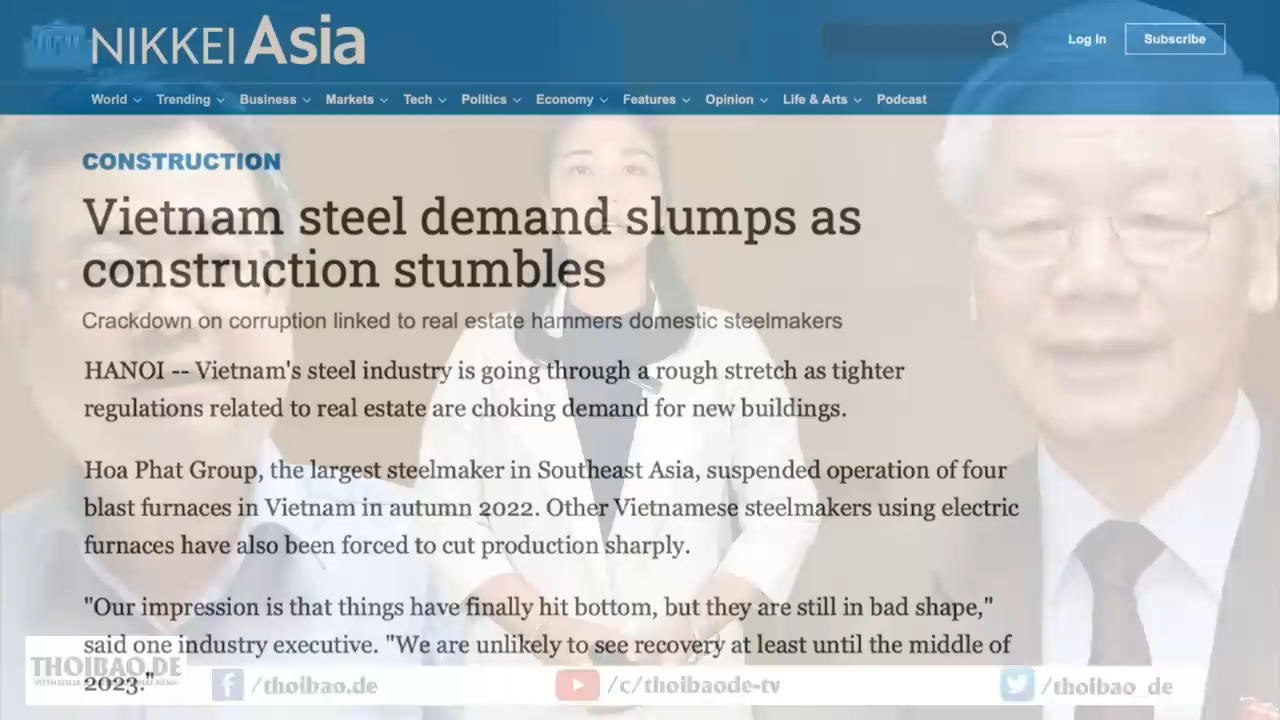 NIKKEI Asia
Log In
Subscribe
World
Trending
Business
Markets
Tech
Politics
Economy
Features
Opinion
Life & Arts
Podcast
CONSTRUCTION
Vietnam steel demand slumps as
construction stumbles
Crackdown on corruption linked to real estate hammers domestic steelmakers
HANOI -- Vietnam's steel industry is going through a rough stretch as tighter
regulations related to real estate are choking demand for new buildings.
Hoa Phat Group, the largest steelmaker in Southeast Asia, suspended operation of four
blast furnaces in Vietnam in autumn 2022. Other Vietnamese steelmakers using electric
furnaces have also been forced to cut production sharply.
"Our impression is that things have finally hit bottom, but they are still in bad shape,"
said one industry executive. "We are unlikely to see recovery at least until the middle of
2023."
THOIBAO.DE
/thoibao.de
/c/thoibaode-tv
/thoibao_de